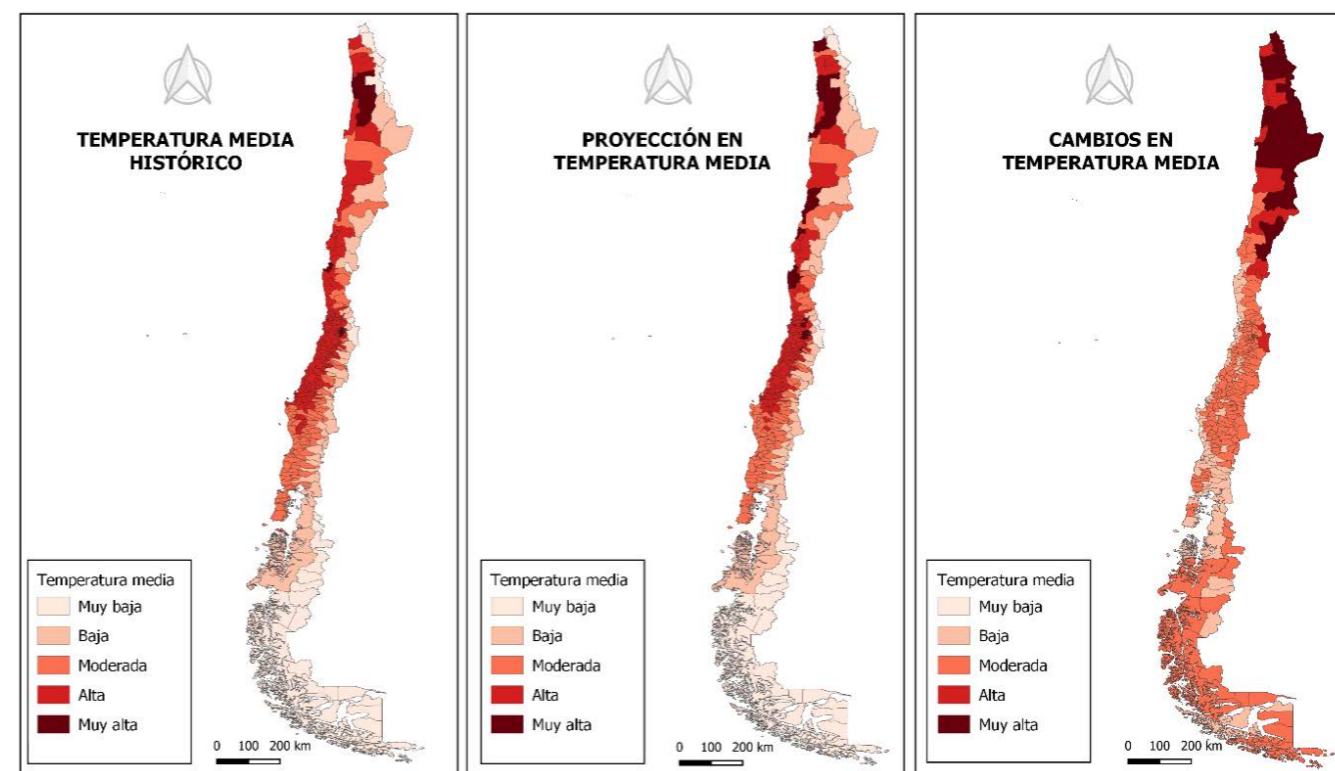 TEMPERATURA MEDIA
HISTÓRICO
Temperatura media
Muy baja
Baja
Moderada
Alta
Muy alta
0 100 200 km
PROYECCIÓN EN
TEMPERATURA MEDIA
Temperatura media
Muy baja
Baja
Moderada
Alta
Muy alta
0 100 200 km
CAMBIOS EN
TEMPERATURA MEDIA
Temperatura media
Muy baja
Baja
Moderada
Alta
Muy alta
0 100 200 km